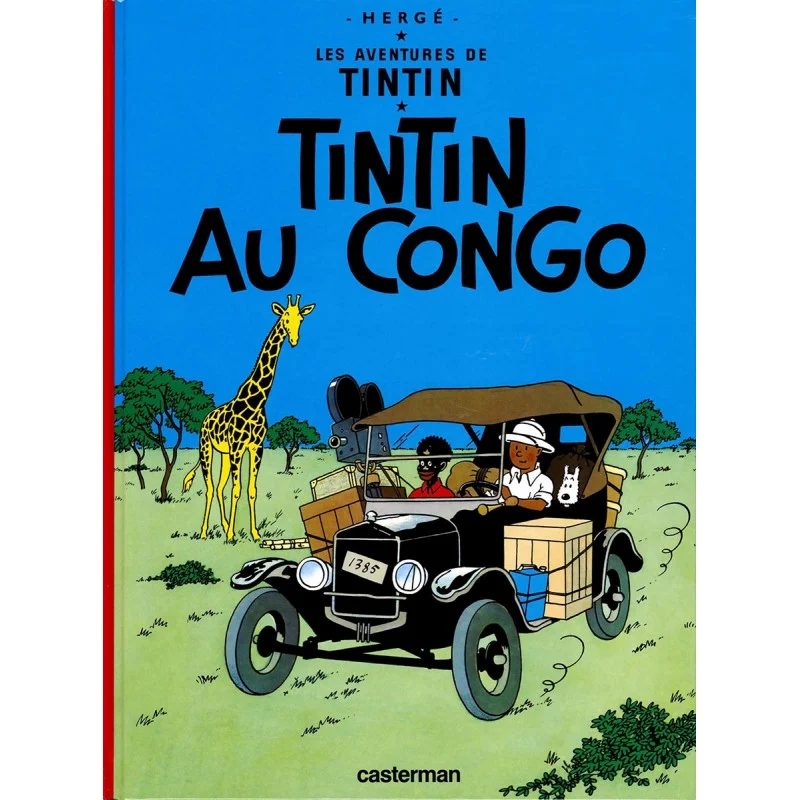 - HERGÉ -
LES AVENTURES DE
TINTIN
TINTIN
AU CONGO
1385
casterman